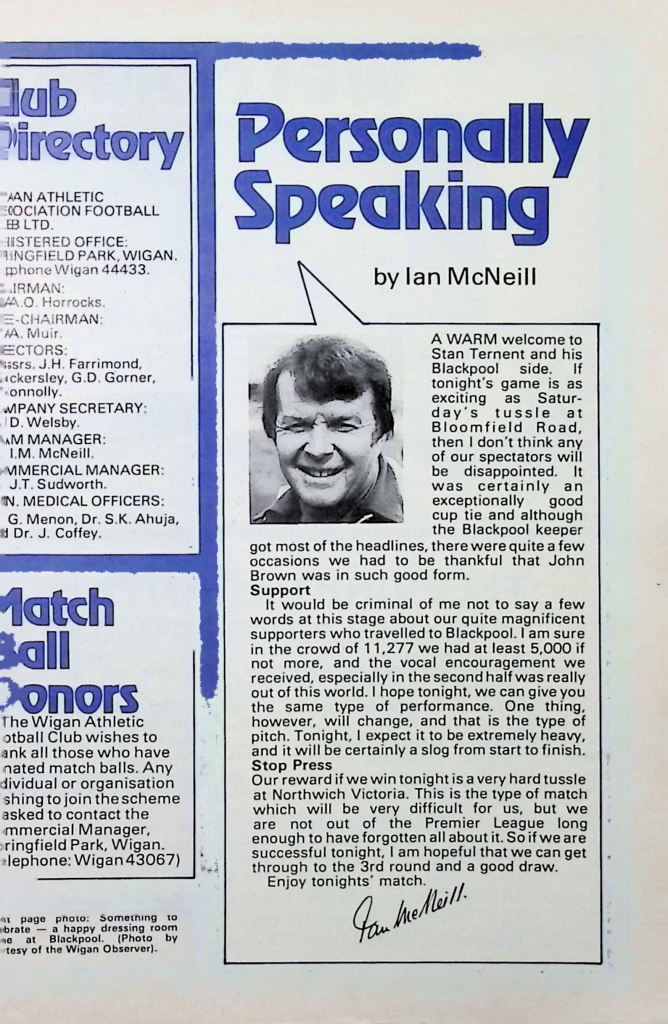 Club
Directory
ATHLETIC
FOOTBALL
LTD.
OFFICE:
PARK, WIGAN.
Wigan 44433.
Horrocks.
Muir.
J.H. Farrimond,
G.D. Gorner,
SECRETARY:
D. Welsby.
MANAGER:
I.M. McNeill.
MANAGER:
J.T. Sudworth.
MEDICAL OFFICERS:
G. Menon, Dr. S.K. Ahuja,
Dr. J. Coffey.
Match
Ball
Donors
The Wigan Athletic
Club wishes to
all those who have
match balls. Any
or organisation
to join the scheme
asked to contact the
Manager,
Park, Wigan.
Wigan 43067)
page photo: Something to
— a happy dressing room
at Blackpool. (Photo by
of the Wigan Observer).
Personally
Speaking
by Ian McNeill
A WARM welcome to
Stan Ternent and his
Blackpool side. If
tonight's game is as
exciting as Satur-
day's tussle at
Bloomfield Road,
then I don't think any
of our spectators will
be disappointed. It
was certainly an
exceptionally good
cup tie and although
the Blackpool keeper
got most of the headlines, there were quite a few
occasions we had to be thankful that John
Brown was in such good form.
Support
It would be criminal of me not to say a few
words at this stage about our quite magnificent
supporters who travelled to Blackpool. I am sure
in the crowd of 11,277 we had at least 5,000 if
not more, and the vocal encouragement we
received, especially in the second half was really
out of this world. I hope tonight, we can give you
the same type of performance. One thing,
however, will change, and that is the type of
pitch. Tonight, I expect it to be extremely heavy,
and it will be certainly a slog from start to finish.
Stop Press
Our reward if we win tonight is a very hard tussle
at Northwich Victoria. This is the type of match
which will be very difficult for us, but we
are not out of the Premier League long
enough to have forgotten all about it. So if we are
successful tonight, I am hopeful that we can get
through to the 3rd round and a good draw.
Enjoy tonights' match.
Ian McNeill.